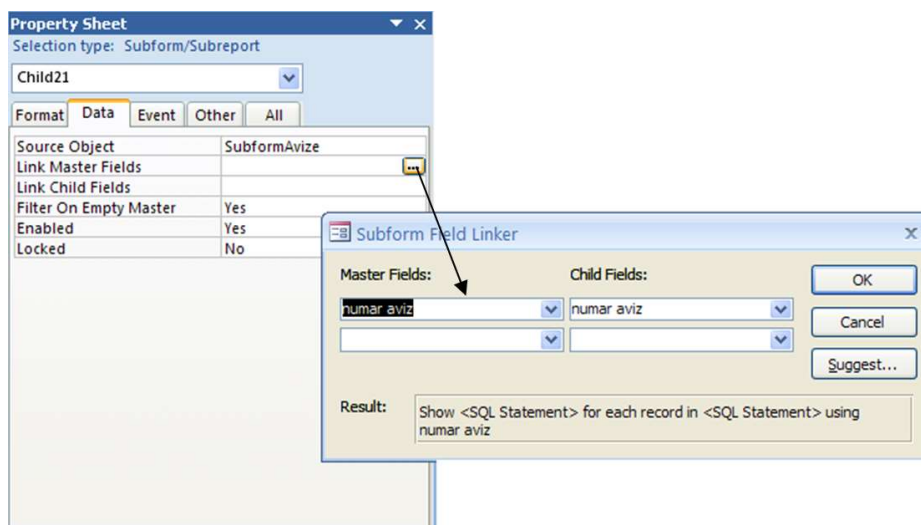 Property Sheet
Selection type: Subform/Subreport
Child21
Format Data Event Other All
Source Object SubformAvize
Link Master Fields ...
Link Child Fields
Filter On Empty Master Yes
Enabled Yes
Locked No
Subform Field Linker
Master Fields: Child Fields:
numar aviz numar aviz
OK
Cancel
Suggest...
Result:
Show <SQL Statement> for each record in <SQL Statement> using
numar aviz